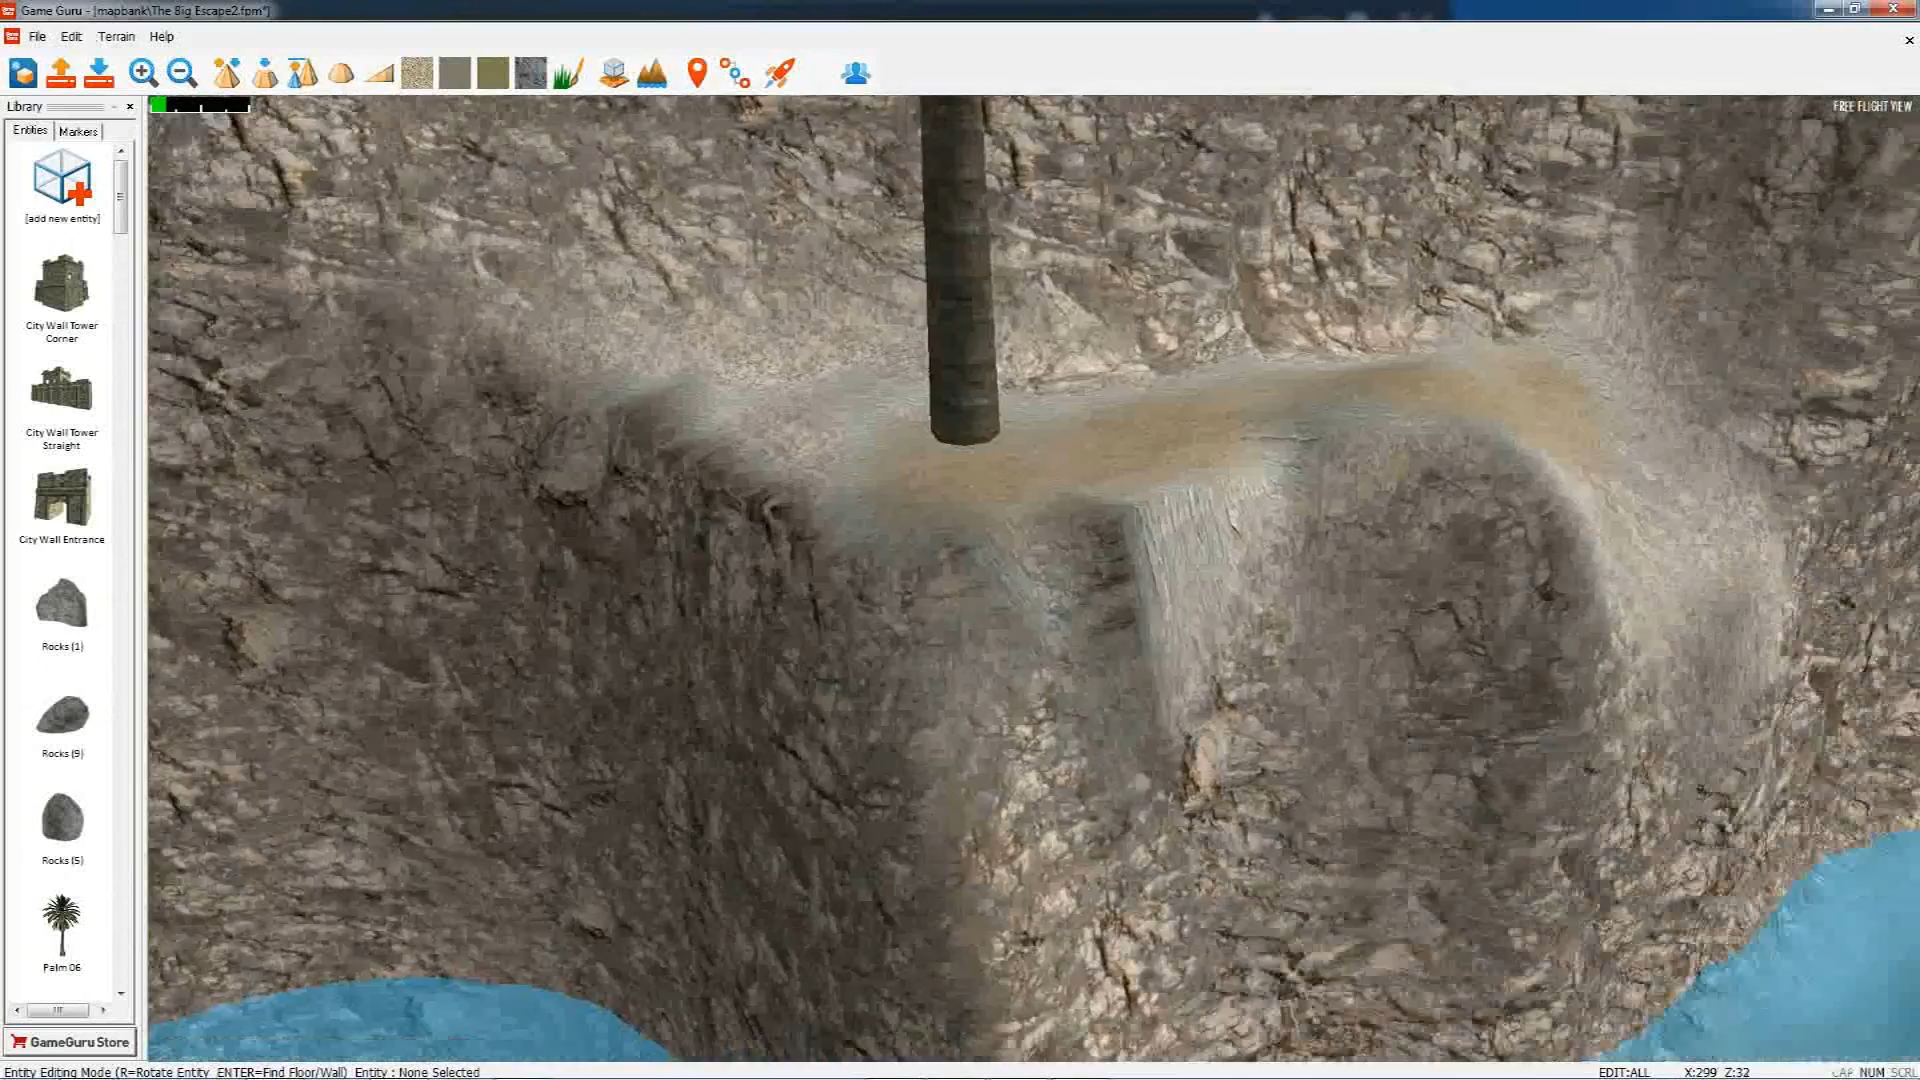 Game Guru - [mapbank\The Big Escape2.fpm*]
File Edit Terrain Help
Library
Entities Markers
FREE FLIGHT VIEW
[add new entity]
City Wall Tower
Corner
City Wall Tower
Straight
City Wall Entrance
Rocks (1)
Rocks (9)
Rocks (5)
Palm 06
GameGuru Store
Entity Editing Mode (R=Rotate Entity ENTER=Find Floor/Wall) Entity : None Selected
EDIT:ALL X:299 Z:32 CAP NUM SCRL